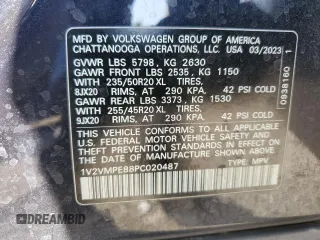 MFD BY VOLKSWAGEN GROUP OF AMERICA
CHATTANOOGA OPERATIONS, LLC. USA 03/2023
GVWR LBS 5798, KG 2630
GAWR FRONT LBS 2535, KG 1150
WITH 235/50R20 XL TIRES,
8JX20 RIMS, AT 290 KPA, 42 PSI COLD
GAWR REAR LBS 3373, KG 1530
WITH 255/45R20 XL TIRES,
9JX20 RIMS, AT 290 KPA, 42 PSI COLD
THIS VEHICLE CONFORMS TO ALL APPLICABLE
FEDERAL MOTOR VEHICLE SAFETY AND THEFT
PREVENTION STANDARDS IN EFFECT ON THE
DATE OF MANUFACTURE SHOWN ABOVE.
1V2VMPE88PC020487 TYPE: MPV
0938160 1
DREAMBID